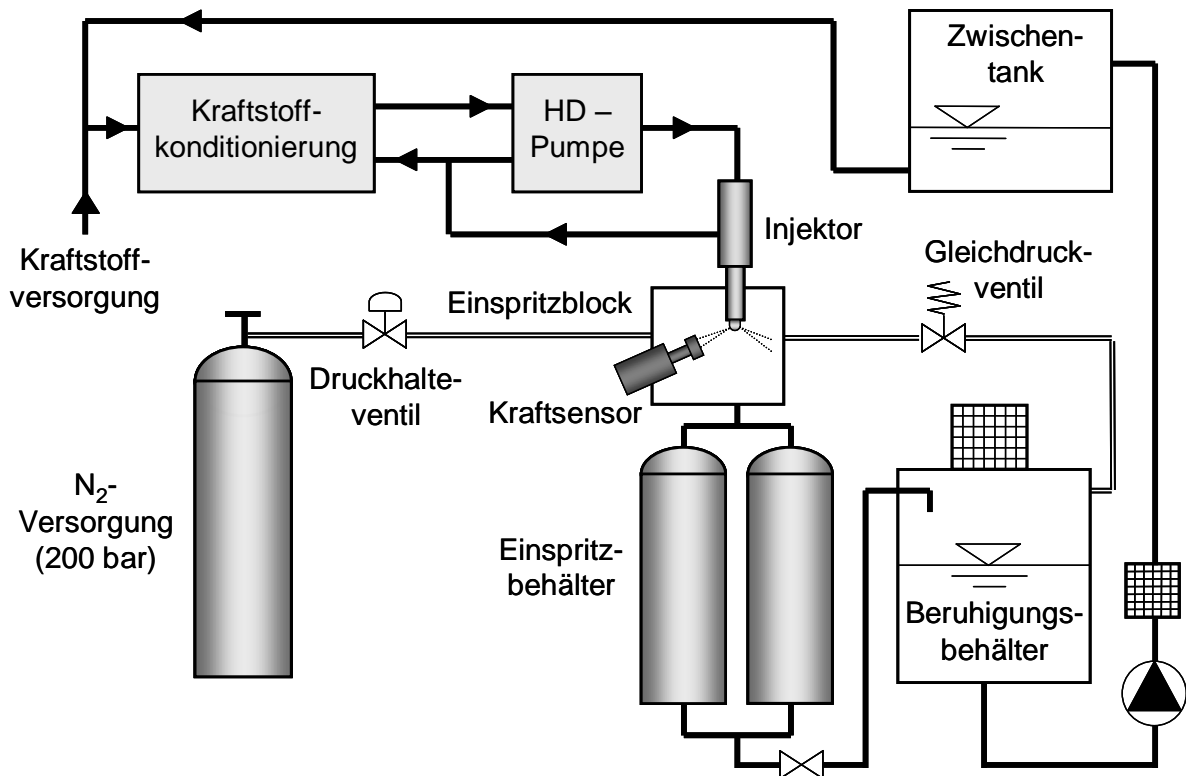 Zwischen-
tank
Kraftstoff-
konditionierung
HD –
Pumpe
Injektor
Kraftstoff-
versorgung
Einspritzblock
Gleichdruck-
ventil
Druckhalte-
ventil
Kraftsensor
N₂-
Versorgung
(200 bar)
Einspritz-
behälter
Beruhigungs-
behälter